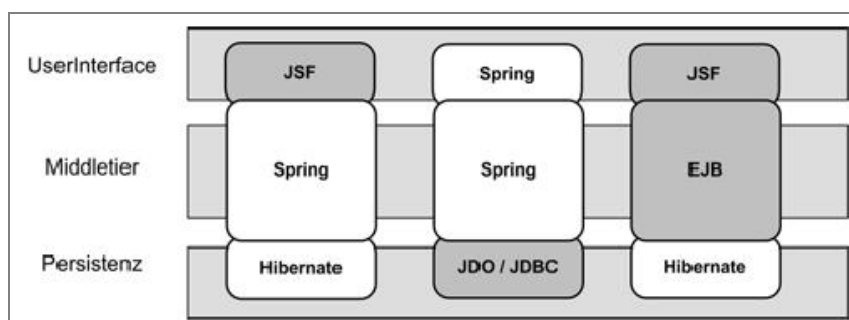 UserInterface
JSF
Spring
JSF
Middletier
Spring
Spring
EJB
Persistenz
Hibernate
JDO / JDBC
Hibernate